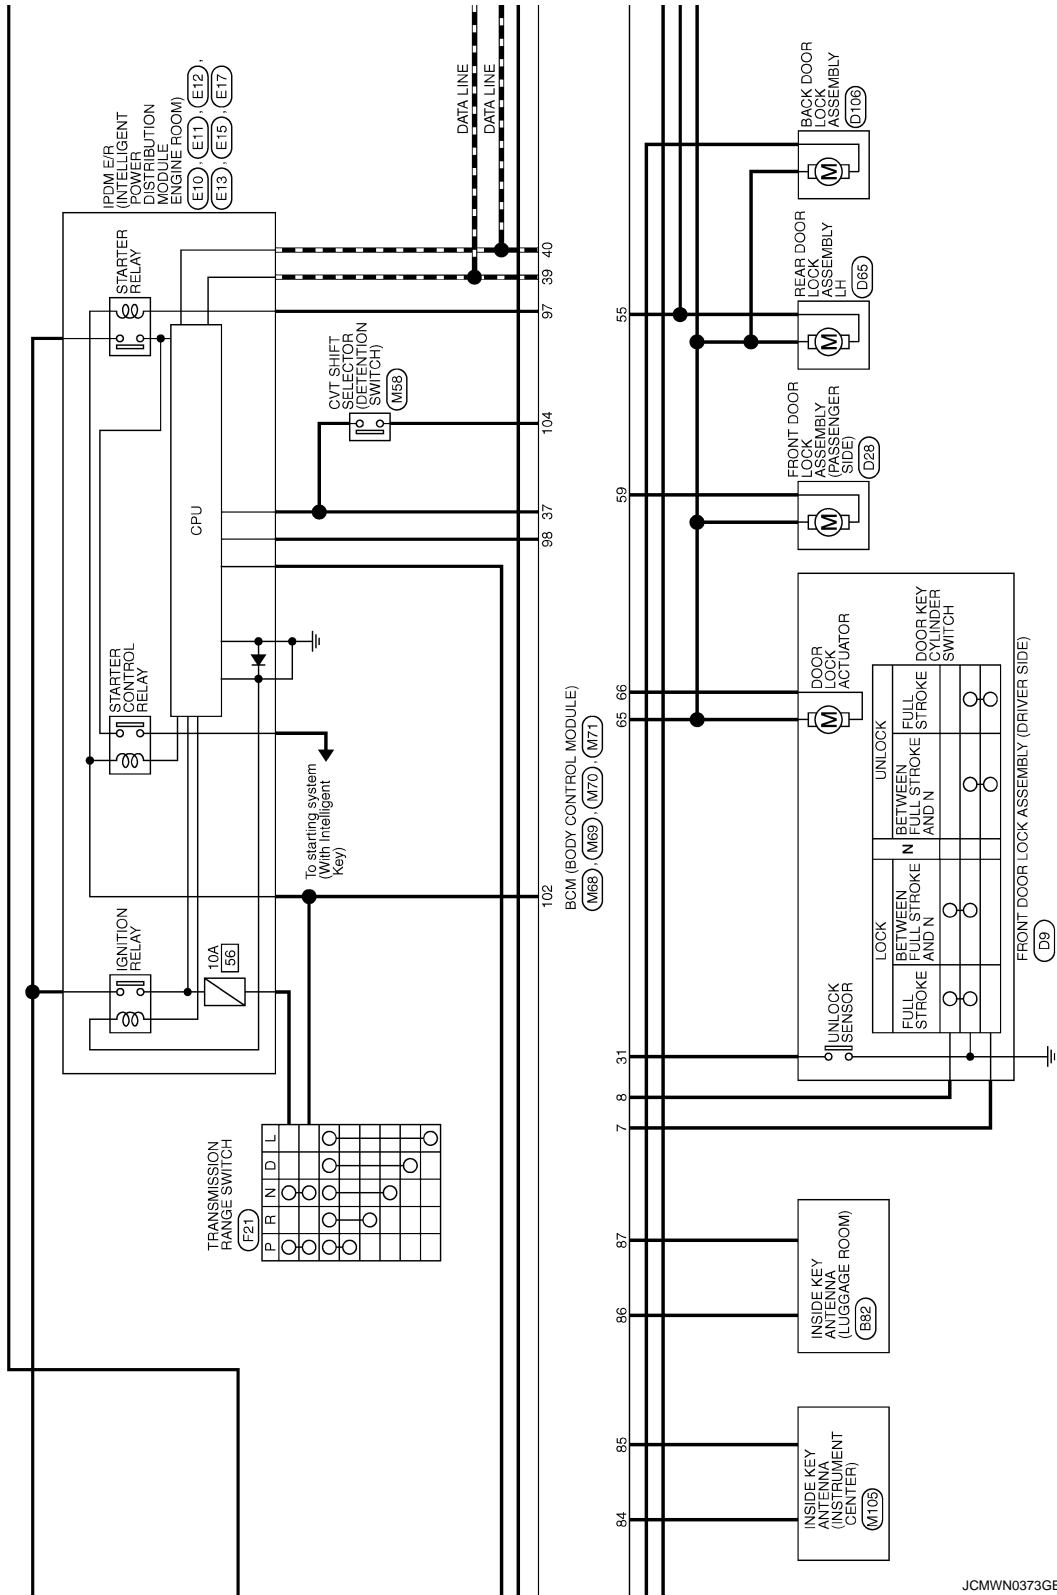 IPDM E/R
(INTELLIGENT
POWER
DISTRIBUTION
MODULE
ENGINE ROOM)
E10 , E11 , E12 ,
E13 , E15 , E17
STARTER
RELAY
STARTER
CONTROL
RELAY
IGNITION
RELAY
10A
56
CPU
DATA LINE
DATA LINE
CVT SHIFT
SELECTOR
(DETENTION
SWITCH)
M58
To starting system
(With Intelligent
Key)
TRANSMISSION
RANGE SWITCH
F21
P R N D L
102 98 37 104 97 39 40
BCM (BODY CONTROL MODULE)
M68 , M69 , M70 , M71
84 85 86 87 7 8 31 65 66 59 55
INSIDE KEY
ANTENNA
(INSTRUMENT
CENTER)
M105
INSIDE KEY
ANTENNA
(LUGGAGE ROOM)
B82
UNLOCK
SENSOR
DOOR
LOCK
ACTUATOR
M
LOCK
N
UNLOCK
FULL
STROKE
BETWEEN
FULL STROKE
AND N
BETWEEN
FULL STROKE
AND N
FULL
STROKE
DOOR KEY
CYLINDER
SWITCH
FRONT DOOR LOCK ASSEMBLY (DRIVER SIDE)
D9
FRONT DOOR
LOCK
ASSEMBLY
(PASSENGER
SIDE)
D28
M
REAR DOOR
LOCK
ASSEMBLY
LH
D65
M
BACK DOOR
LOCK
ASSEMBLY
D106
M
JCMWN0373GE